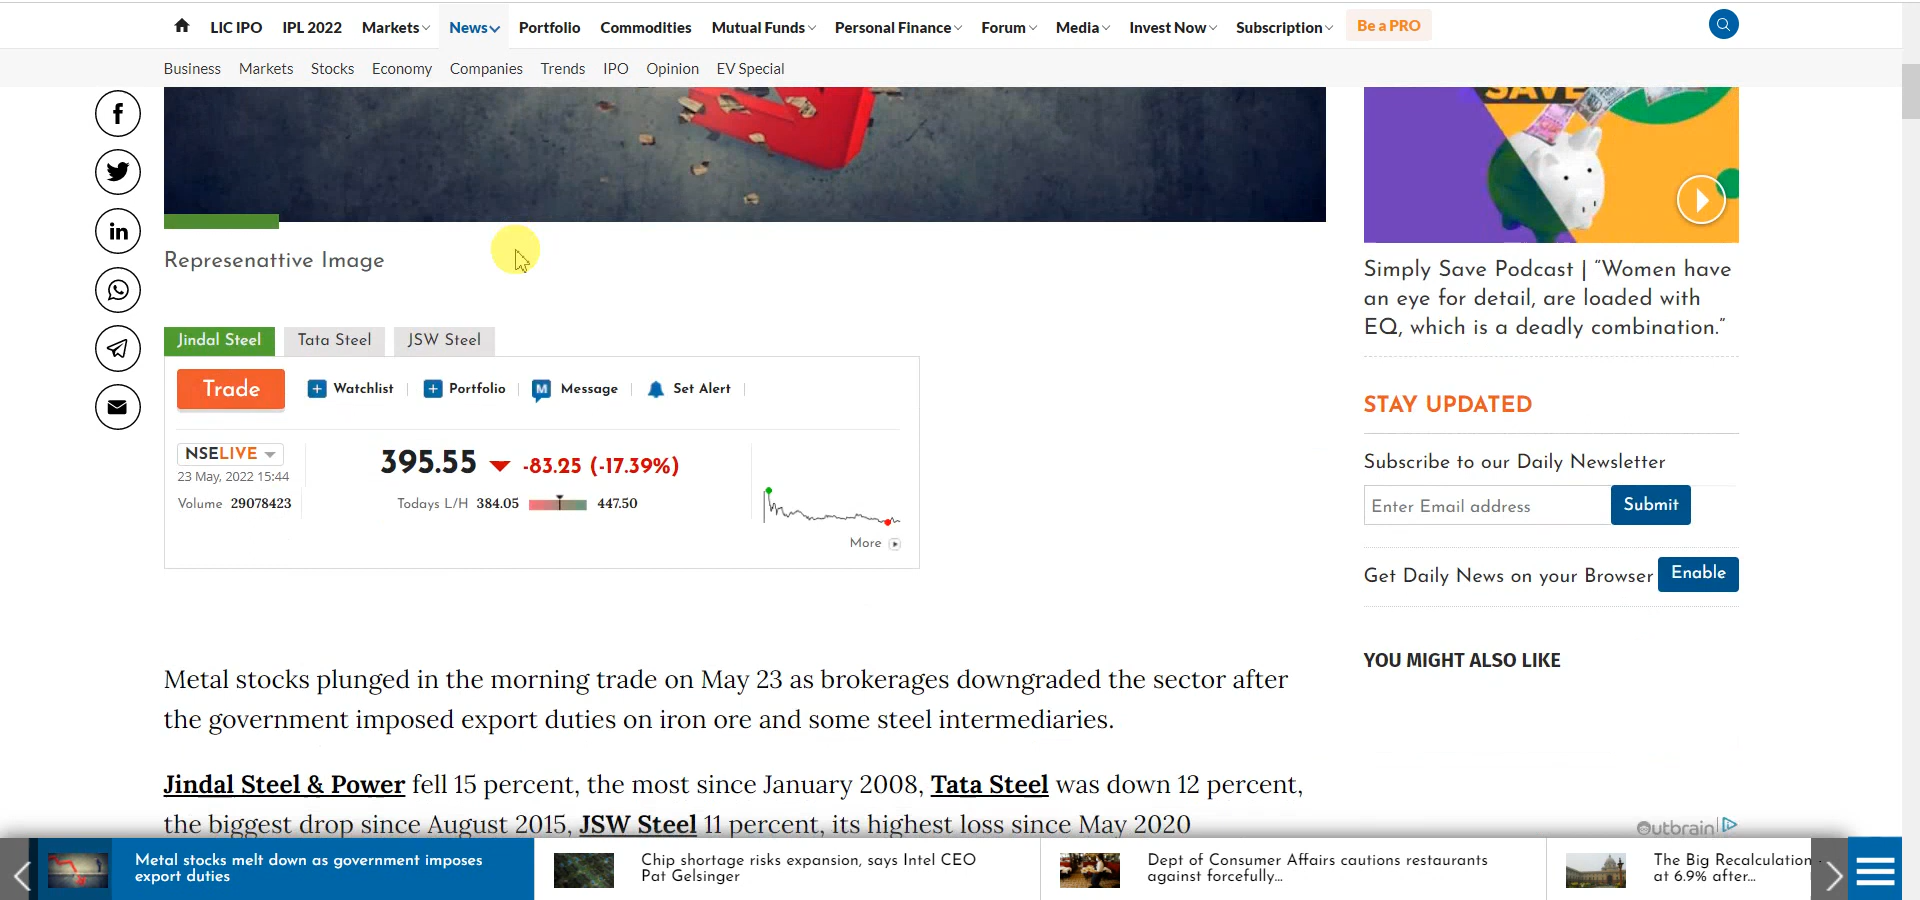 LIC IPO IPL 2022 Markets News Portfolio Commodities Mutual Funds Personal Finance Forum Media Invest Now Subscription Be a PRO
Business Markets Stocks Economy Companies Trends IPO Opinion EV Special
SAVE
Represenattive Image
Jindal Steel Tata Steel JSW Steel
Trade Watchlist Portfolio M Message Set Alert
NSELIVE
23 May, 2022 15:44
Volume 29078423
395.55 -83.25 (-17.39%)
Todays L/H 384.05 447.50
More
Metal stocks plunged in the morning trade on May 23 as brokerages downgraded the sector after
the government imposed export duties on iron ore and some steel intermediaries.
Jindal Steel & Power fell 15 percent, the most since January 2008, Tata Steel was down 12 percent,
the biggest drop since August 2015, JSW Steel 11 percent, its highest loss since May 2020
Simply Save Podcast | “Women have
an eye for detail, are loaded with
EQ, which is a deadly combination.”
STAY UPDATED
Subscribe to our Daily Newsletter
Enter Email address Submit
Get Daily News on your Browser Enable
YOU MIGHT ALSO LIKE
Outbrain
Metal stocks melt down as government imposes
export duties
Chip shortage risks expansion, says Intel CEO
Pat Gelsinger
Dept of Consumer Affairs cautions restaurants
against forcefully...
The Big Recalculation -
at 6.9% after...